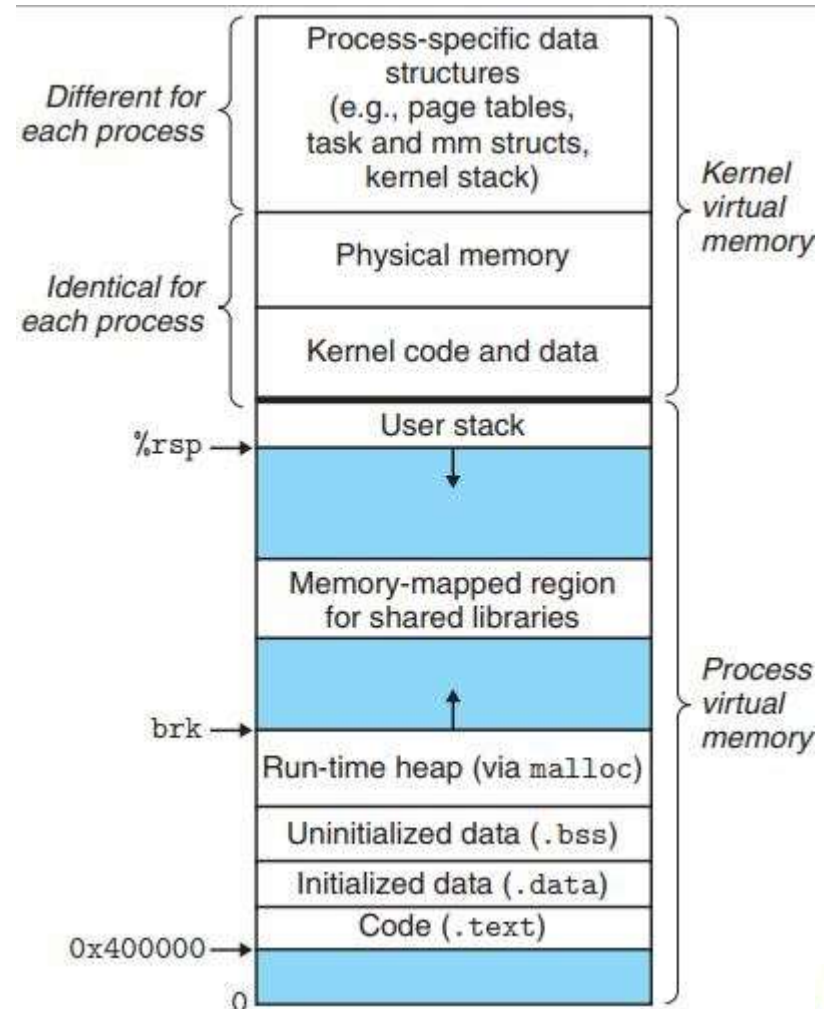 Process-specific data
structures
(e.g., page tables,
task and mm structs,
kernel stack)
Different for
each process
Kernel
virtual
memory
Physical memory
Identical for
each process
Kernel code and data
User stack
%rsp
Memory-mapped region
for shared libraries
Process
virtual
memory
brk
Run-time heap (via malloc)
Uninitialized data (.bss)
Initialized data (.data)
Code (.text)
0x400000
0